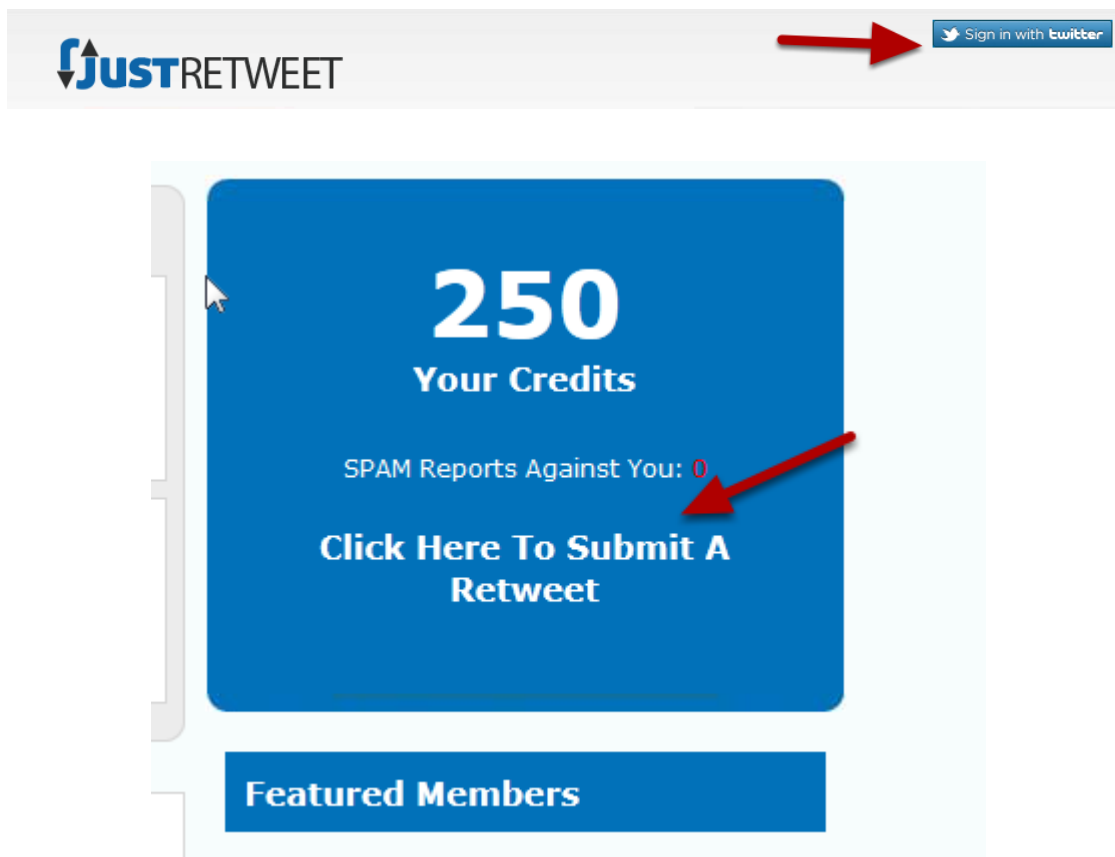 Sign in with twitter
JUSTRETWEET
250
Your Credits
SPAM Reports Against You: 0
Click Here To Submit A
Retweet
Featured Members